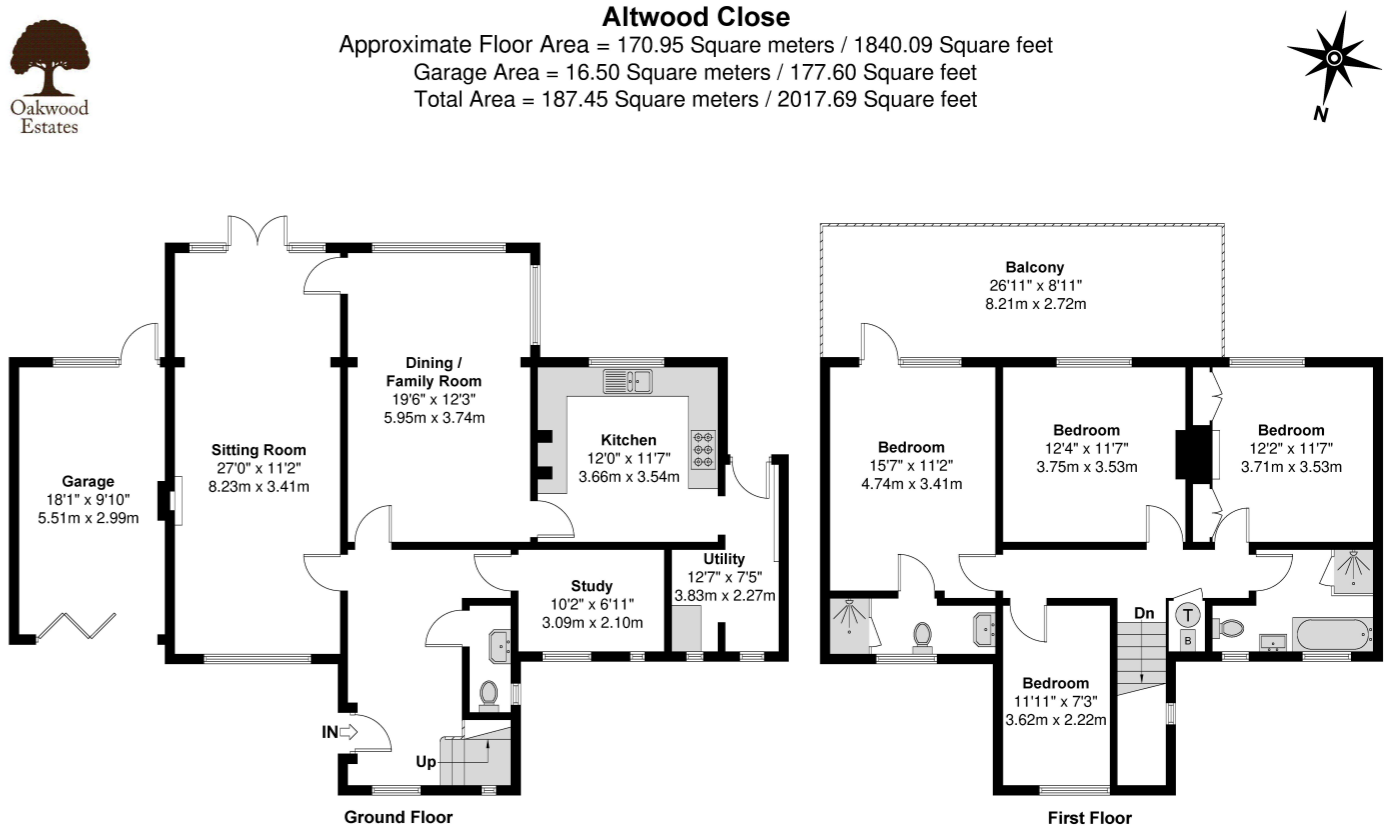 Altwood Close
Approximate Floor Area = 170.95 Square meters / 1840.09 Square feet
Garage Area = 16.50 Square meters / 177.60 Square feet
Total Area = 187.45 Square meters / 2017.69 Square feet
Oakwood
Estates
N
Balcony
26'11" x 8'11"
8.21m x 2.72m
Dining /
Family Room
19'6" x 12'3"
5.95m x 3.74m
Sitting Room
27'0" x 11'2"
8.23m x 3.41m
Garage
18'1" x 9'10"
5.51m x 2.99m
Kitchen
12'0" x 11'7"
3.66m x 3.54m
Utility
12'7" x 7'5"
3.83m x 2.27m
Study
10'2" x 6'11"
3.09m x 2.10m
IN
Up
Ground Floor
Bedroom
15'7" x 11'2"
4.74m x 3.41m
Bedroom
12'4" x 11'7"
3.75m x 3.53m
Bedroom
12'2" x 11'7"
3.71m x 3.53m
Dn
T
B
Bedroom
11'11" x 7'3"
3.62m x 2.22m
First Floor